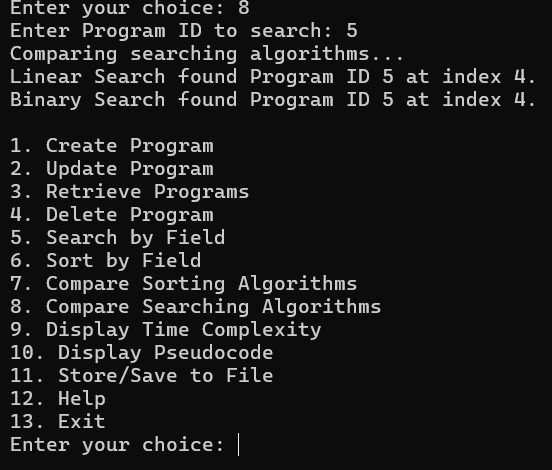 Enter your choice: 8
Enter Program ID to search: 5
Comparing searching algorithms...
Linear Search found Program ID 5 at index 4.
Binary Search found Program ID 5 at index 4.
1. Create Program
2. Update Program
3. Retrieve Programs
4. Delete Program
5. Search by Field
6. Sort by Field
7. Compare Sorting Algorithms
8. Compare Searching Algorithms
9. Display Time Complexity
10. Display Pseudocode
11. Store/Save to File
12. Help
13. Exit
Enter your choice: